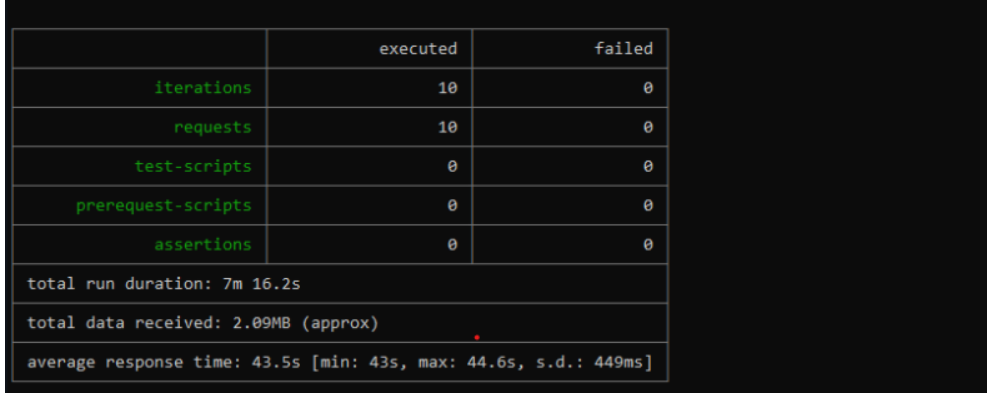 executed failed
iterations 10 0
requests 10 0
test-scripts 0 0
prerequest-scripts 0 0
assertions 0 0
total run duration: 7m 16.2s
total data received: 2.09MB (approx)
average response time: 43.5s [min: 43s, max: 44.6s, s.d.: 449ms]